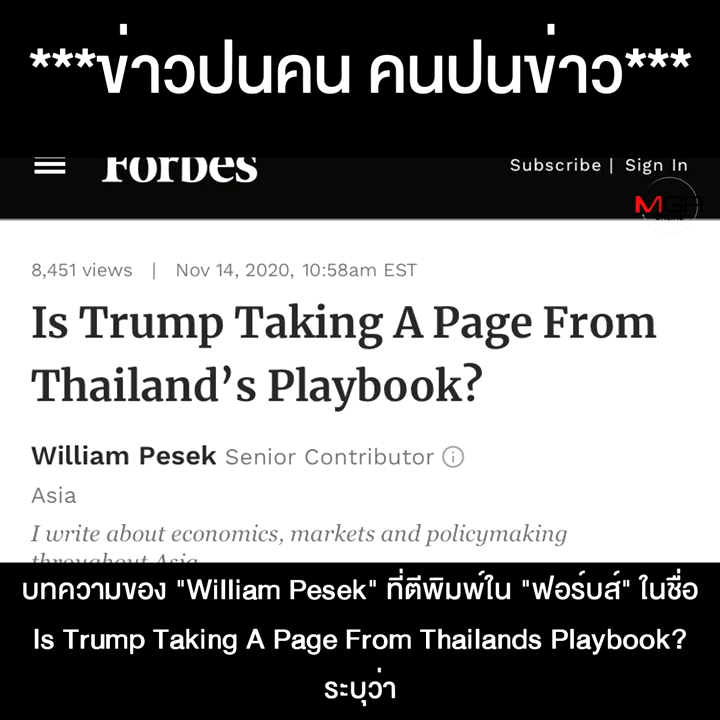 ***ข่าวปนคน คนปนข่าว***
Forbes
Subscribe | Sign In
MGR
ONLINE
8,451 views | Nov 14, 2020, 10:58am EST
Is Trump Taking A Page From
Thailand’s Playbook?
William Pesek Senior Contributor
Asia
I write about economics, markets and policymaking
throughout Asia
บทความของ "William Pesek" ที่ตีพิมพ์ใน "ฟอร์บส์" ในชื่อ
Is Trump Taking A Page From Thailands Playbook?
ระบุว่า